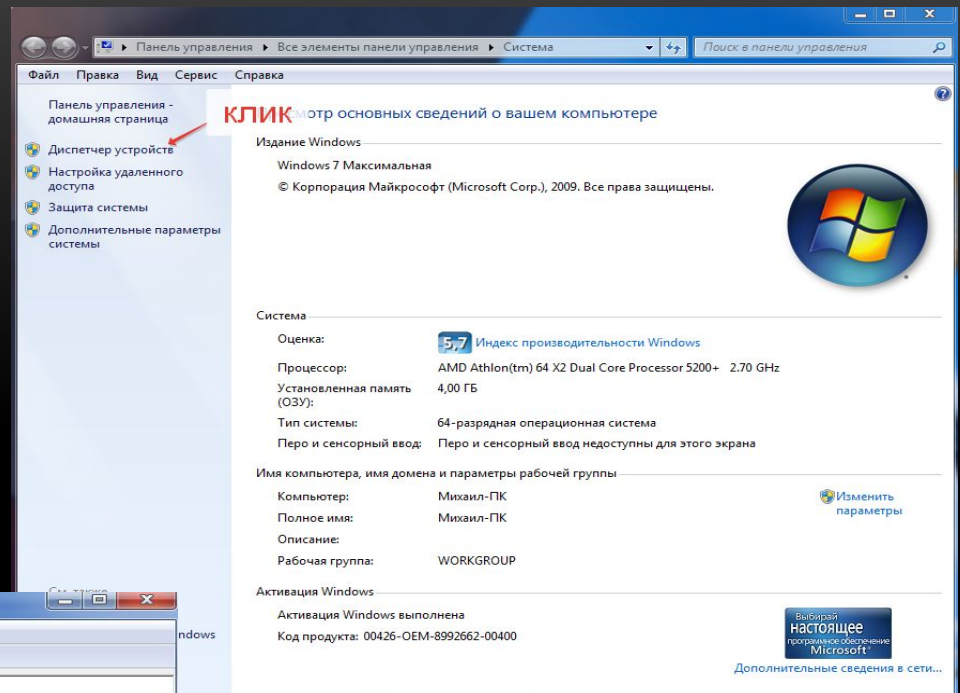 Панель управления ▸ Все элементы панели управления ▸ Система
Поиск в панели управления
Файл Правка Вид Сервис Справка
Панель управления -
домашняя страница
КЛИК
отр основных сведений о вашем компьютере
Диспетчер устройств
Настройка удаленного
доступа
Защита системы
Дополнительные параметры
системы
Издание Windows
Windows 7 Максимальная
© Корпорация Майкрософт (Microsoft Corp.), 2009. Все права защищены.
Система
Оценка:
5,7 Индекс производительности Windows
Процессор: AMD Athlon(tm) 64 X2 Dual Core Processor 5200+ 2.70 GHz
Установленная память 4,00 ГБ
(ОЗУ):
Тип системы: 64-разрядная операционная система
Перо и сенсорный ввод: Перо и сенсорный ввод недоступны для этого экрана
Имя компьютера, имя домена и параметры рабочей группы
Компьютер: Михаил-ПК
Изменить
параметры
Полное имя: Михаил-ПК
Описание:
Рабочая группа: WORKGROUP
См. также
ndows
Активация Windows
Активация Windows выполнена
Код продукта: 00426-OEM-8992662-00400
Выбирай
настоящее
программное обеспечение
Microsoft®
Дополнительные сведения в сети...